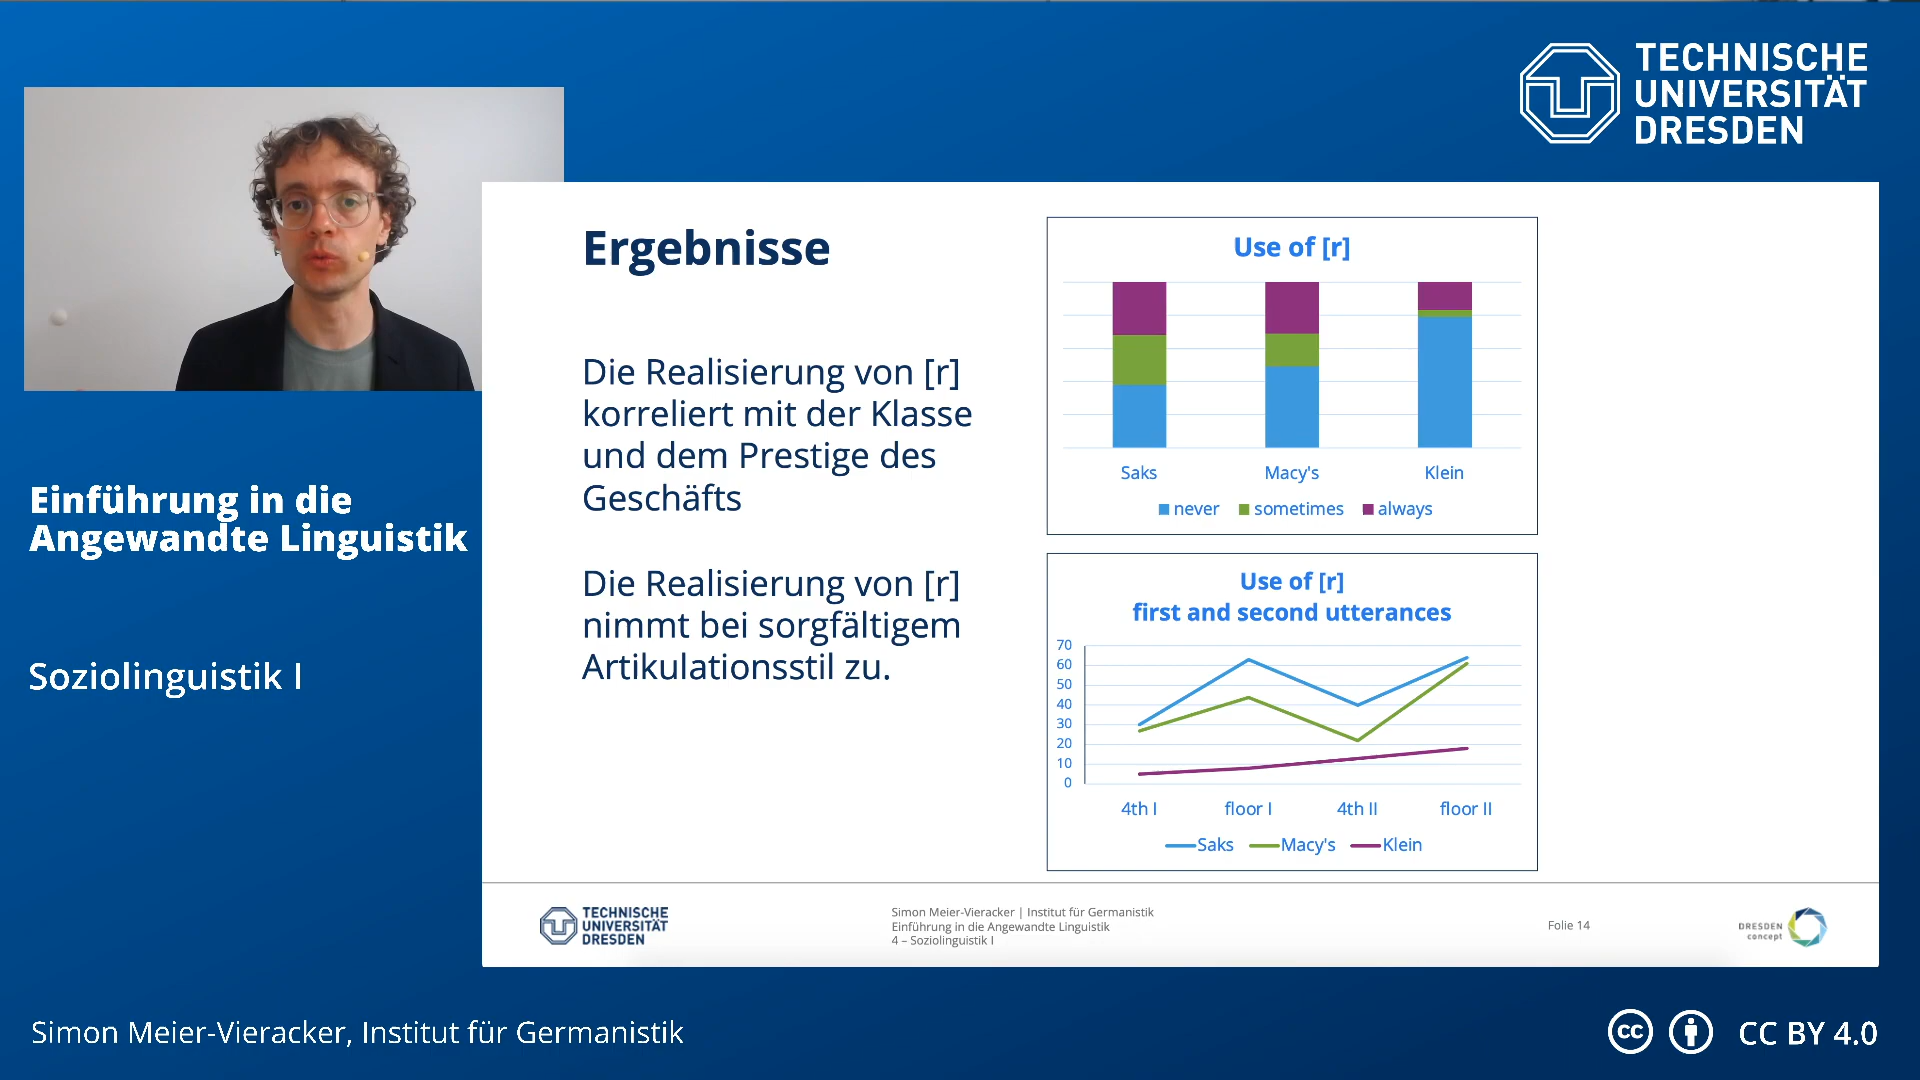 TECHNISCHE
UNIVERSITÄT
DRESDEN
Einführung in die
Angewandte Linguistik
Soziolinguistik I
Ergebnisse
Die Realisierung von [r]
korreliert mit der Klasse
und dem Prestige des
Geschäfts
Die Realisierung von [r]
nimmt bei sorgfältigem
Artikulationsstil zu.
Use of [r]
Saks Macy's Klein
never sometimes always
Use of [r]
first and second utterances
70
60
50
40
30
20
10
0
4th I floor I 4th II floor II
Saks Macy's Klein
TECHNISCHE
UNIVERSITÄT
DRESDEN
Simon Meier-Vieracker | Institut für Germanistik
Einführung in die Angewandte Linguistik
4 – Soziolinguistik I
Folie 14
DRESDEN
concept
Simon Meier-Vieracker, Institut für Germanistik
cc
CC BY 4.0